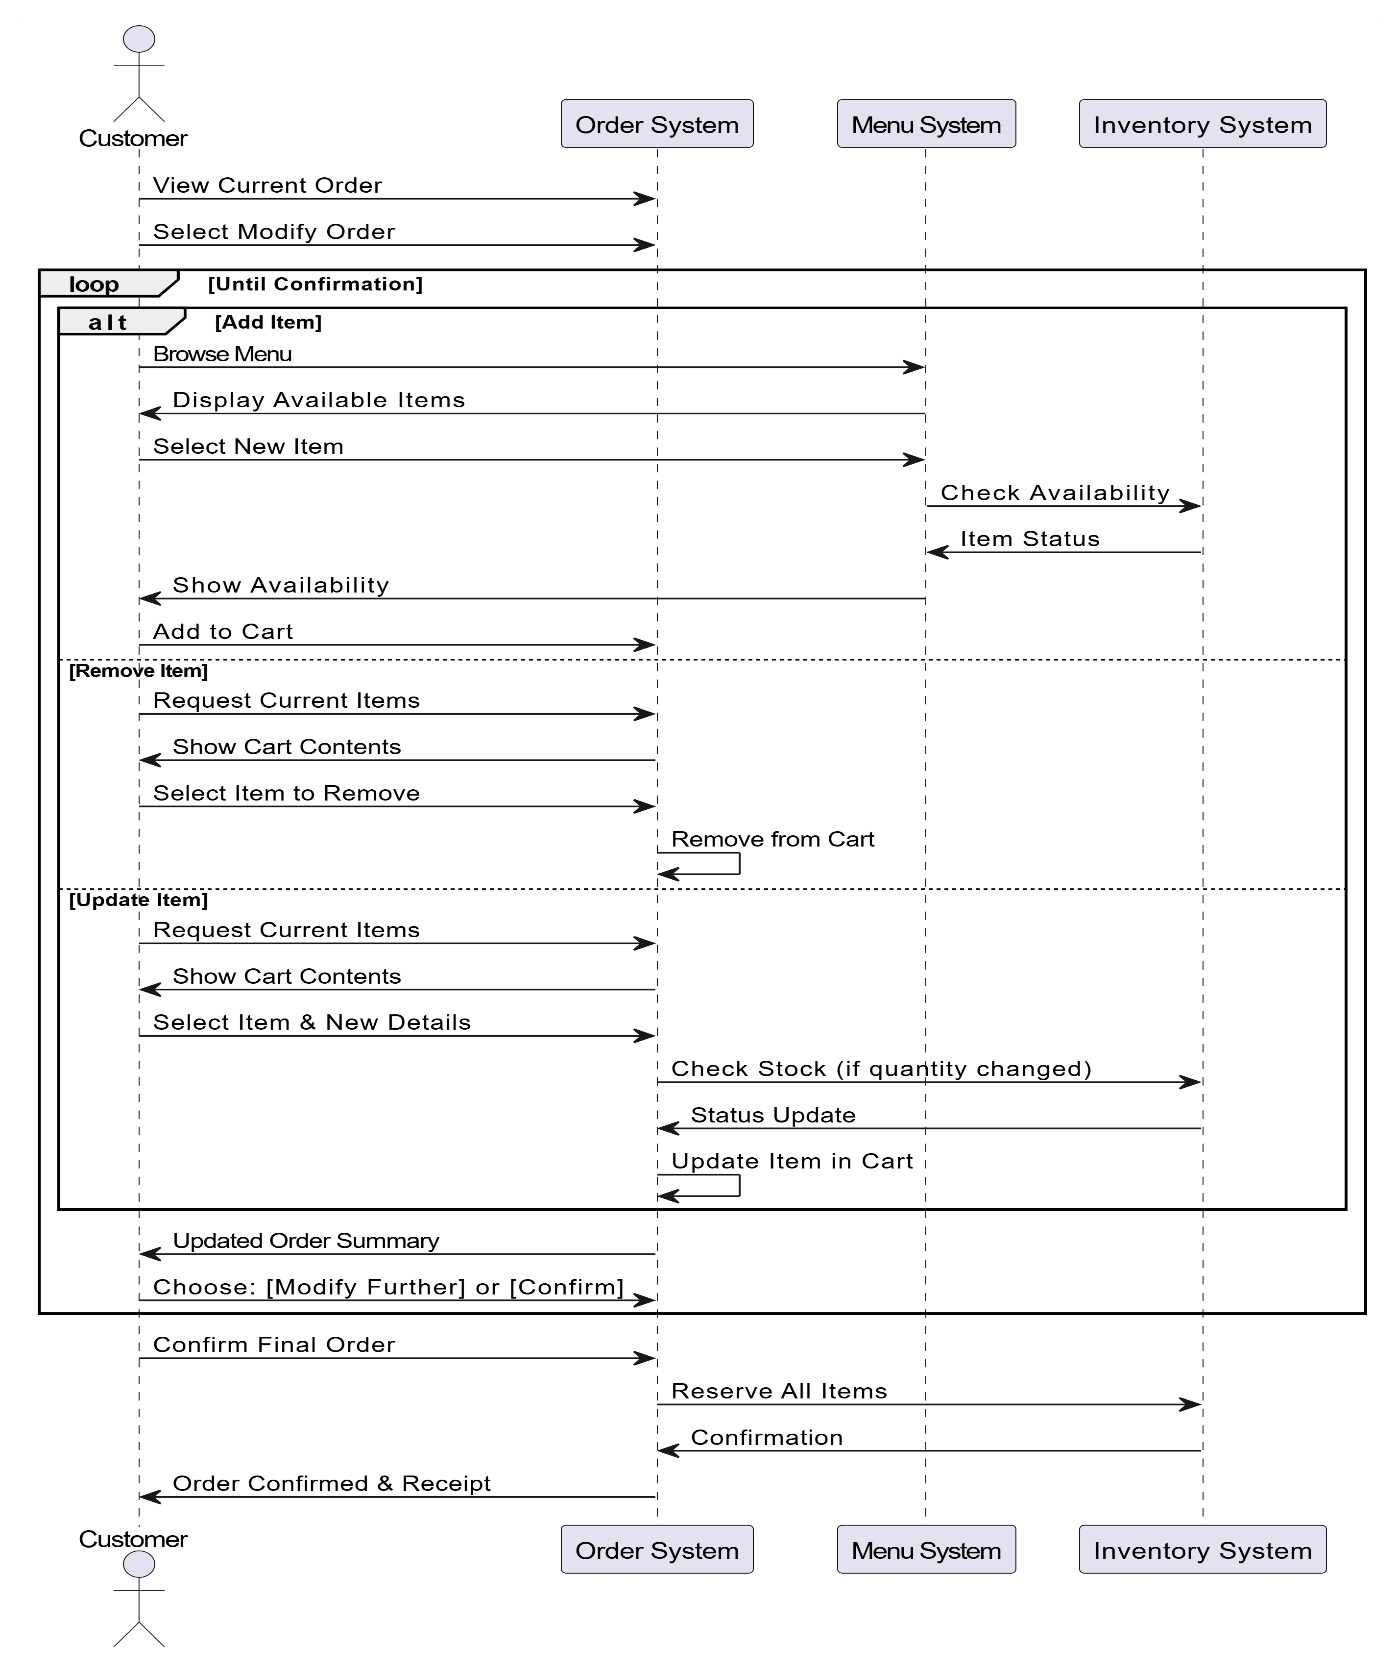 Customer
Order System
Menu System
Inventory System
View Current Order
Select Modify Order
loop
[Until Confirmation]
alt
[Add Item]
Browse Menu
Display Available Items
Select New Item
Check Availability
Item Status
Show Availability
Add to Cart
[Remove Item]
Request Current Items
Show Cart Contents
Select Item to Remove
Remove from Cart
[Update Item]
Request Current Items
Show Cart Contents
Select Item & New Details
Check Stock (if quantity changed)
Status Update
Update Item in Cart
Updated Order Summary
Choose: [Modify Further] or [Confirm]
Confirm Final Order
Reserve All Items
Confirmation
Order Confirmed & Receipt
Customer
Order System
Menu System
Inventory System